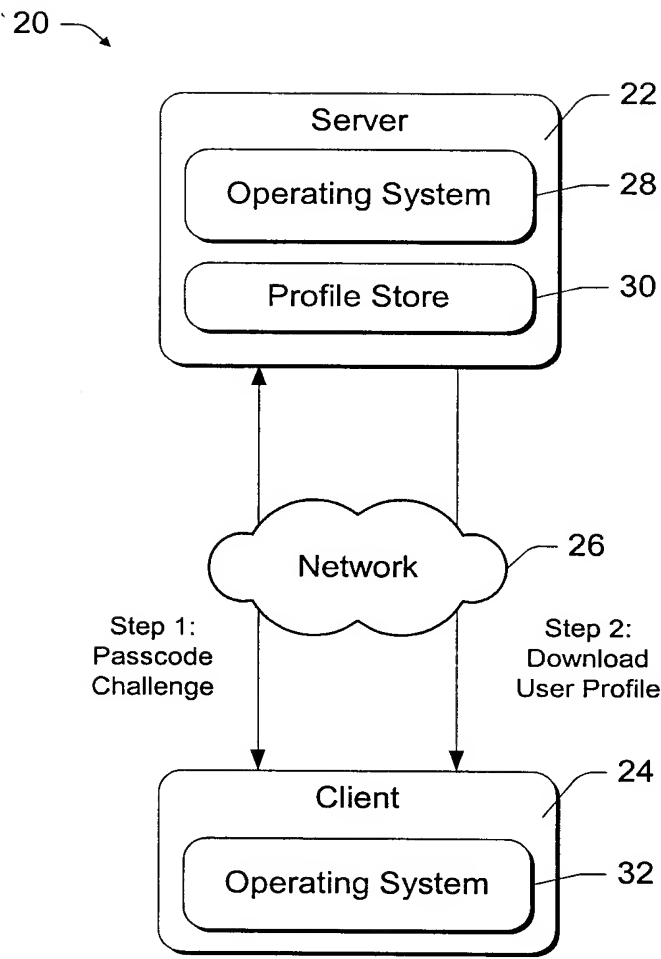 20
Server
22
Operating System
28
Profile Store
30
Network
26
Step 1:
Passcode
Challenge
Step 2:
Download
User Profile
Client
24
Operating System
32